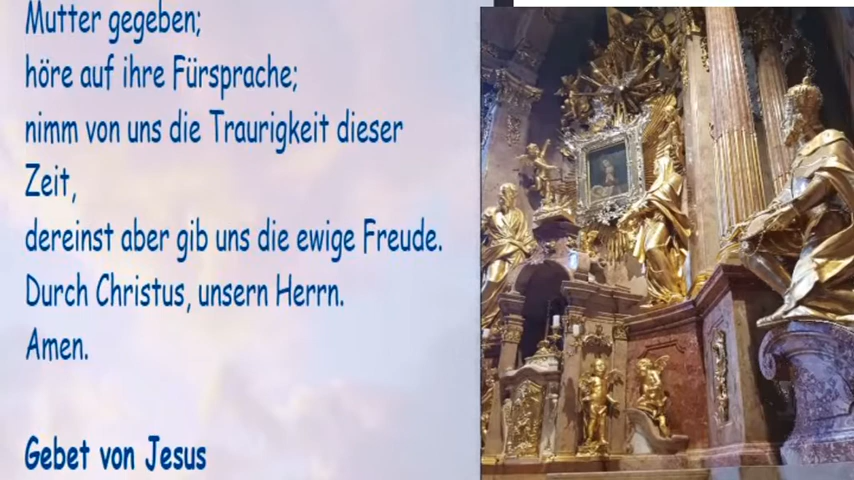 Mutter gegeben;
höre auf ihre Fürsprache;
nimm von uns die Traurigkeit dieser
Zeit,
dereinst aber gib uns die ewige Freude.
Durch Christus, unsern Herrn.
Amen.
Gebet von Jesus